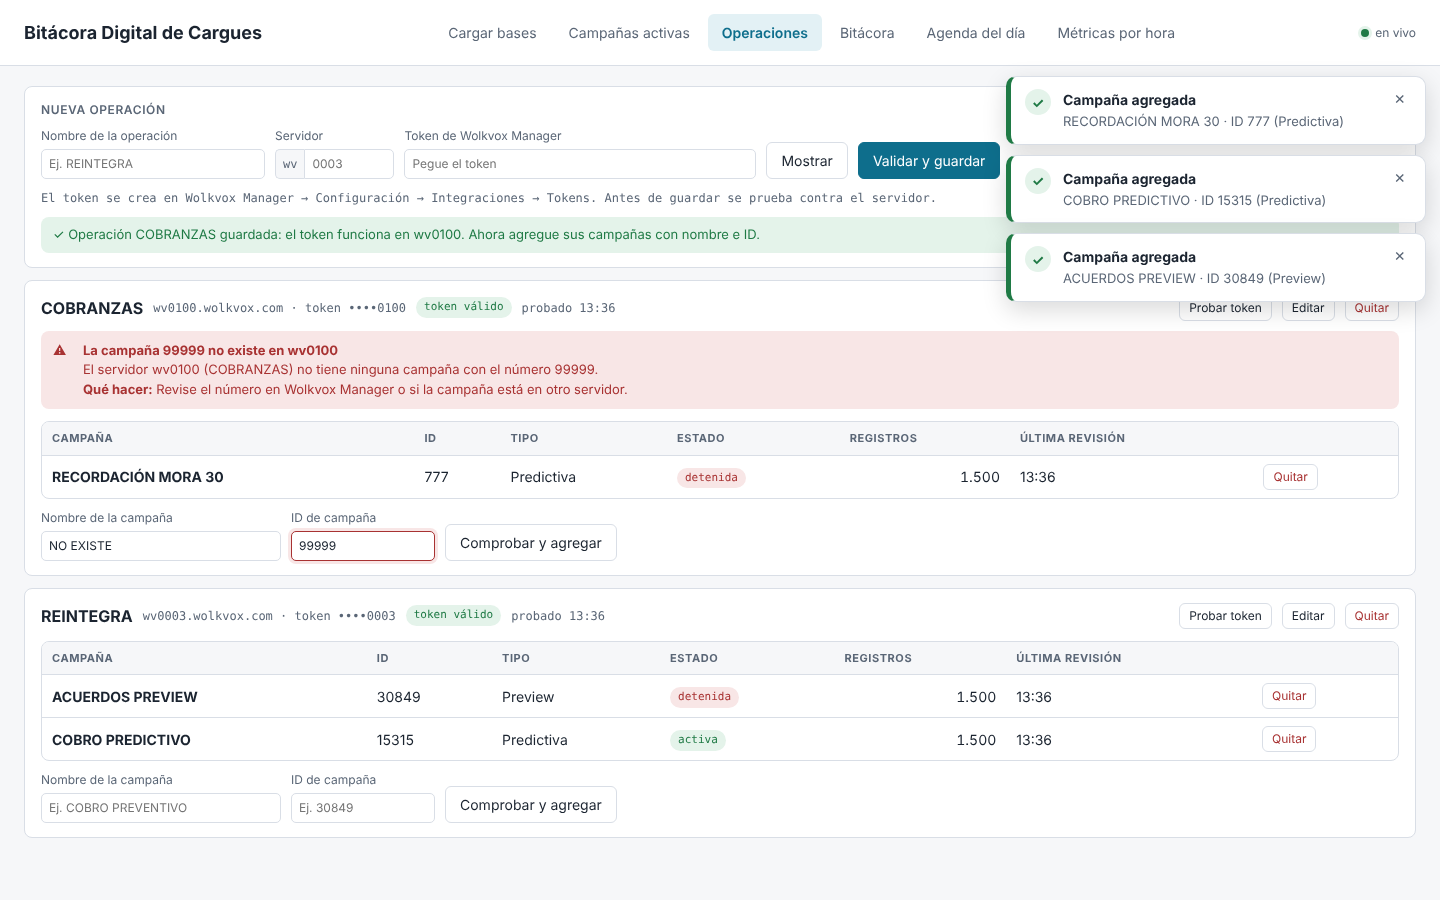 Bitácora Digital de Cargues
Cargar bases
Campañas activas
Operaciones
Bitácora
Agenda del día
Métricas por hora
en vivo
NUEVA OPERACIÓN
Nombre de la operación
Servidor
Token de Wolkvox Manager
Ej. REINTEGRA
wv
0003
Pegue el token
Mostrar
Validar y guardar
El token se crea en Wolkvox Manager → Configuración → Integraciones → Tokens. Antes de guardar se prueba contra el servidor.
✓ Operación COBRANZAS guardada: el token funciona en wv0100. Ahora agregue sus campañas con nombre e ID.
Campaña agregada
RECORDACIÓN MORA 30 · ID 777 (Predictiva)
Campaña agregada
COBRO PREDICTIVO · ID 15315 (Predictiva)
Campaña agregada
ACUERDOS PREVIEW · ID 30849 (Preview)
COBRANZAS wv0100.wolkvox.com · token ••••0100 token válido probado 13:36
Probar token
Editar
Quitar
La campaña 99999 no existe en wv0100
El servidor wv0100 (COBRANZAS) no tiene ninguna campaña con el número 99999.
Qué hacer: Revise el número en Wolkvox Manager o si la campaña está en otro servidor.
CAMPAÑA ID TIPO ESTADO REGISTROS ÚLTIMA REVISIÓN
RECORDACIÓN MORA 30 777 Predictiva detenida 1.500 13:36 Quitar
Nombre de la campaña
ID de campaña
NO EXISTE
99999
Comprobar y agregar
REINTEGRA wv0003.wolkvox.com · token ••••0003 token válido probado 13:36
Probar token
Editar
Quitar
CAMPAÑA ID TIPO ESTADO REGISTROS ÚLTIMA REVISIÓN
ACUERDOS PREVIEW 30849 Preview detenida 1.500 13:36 Quitar
COBRO PREDICTIVO 15315 Predictiva activa 1.500 13:36 Quitar
Nombre de la campaña
ID de campaña
Ej. COBRO PREVENTIVO
Ej. 30849
Comprobar y agregar